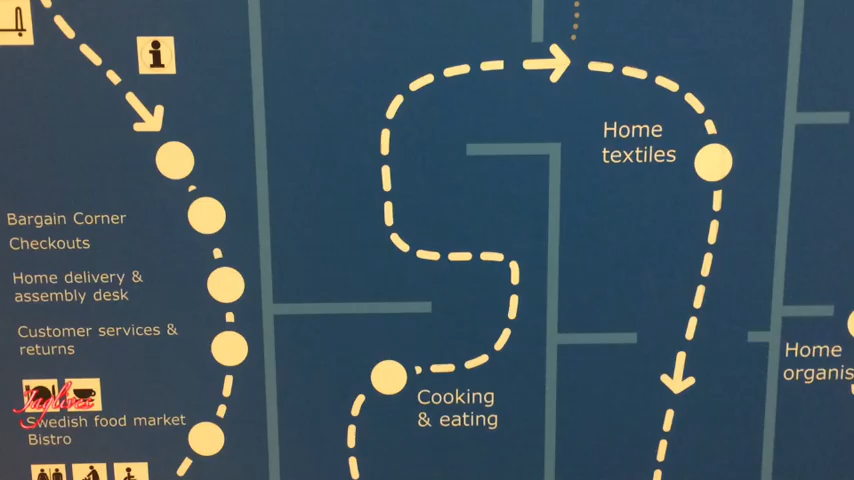 Bargain Corner
Checkouts
Home delivery &
assembly desk
Customer services &
returns
Swedish food market
Bistro
Cooking
& eating
Home
textiles
Home
organis